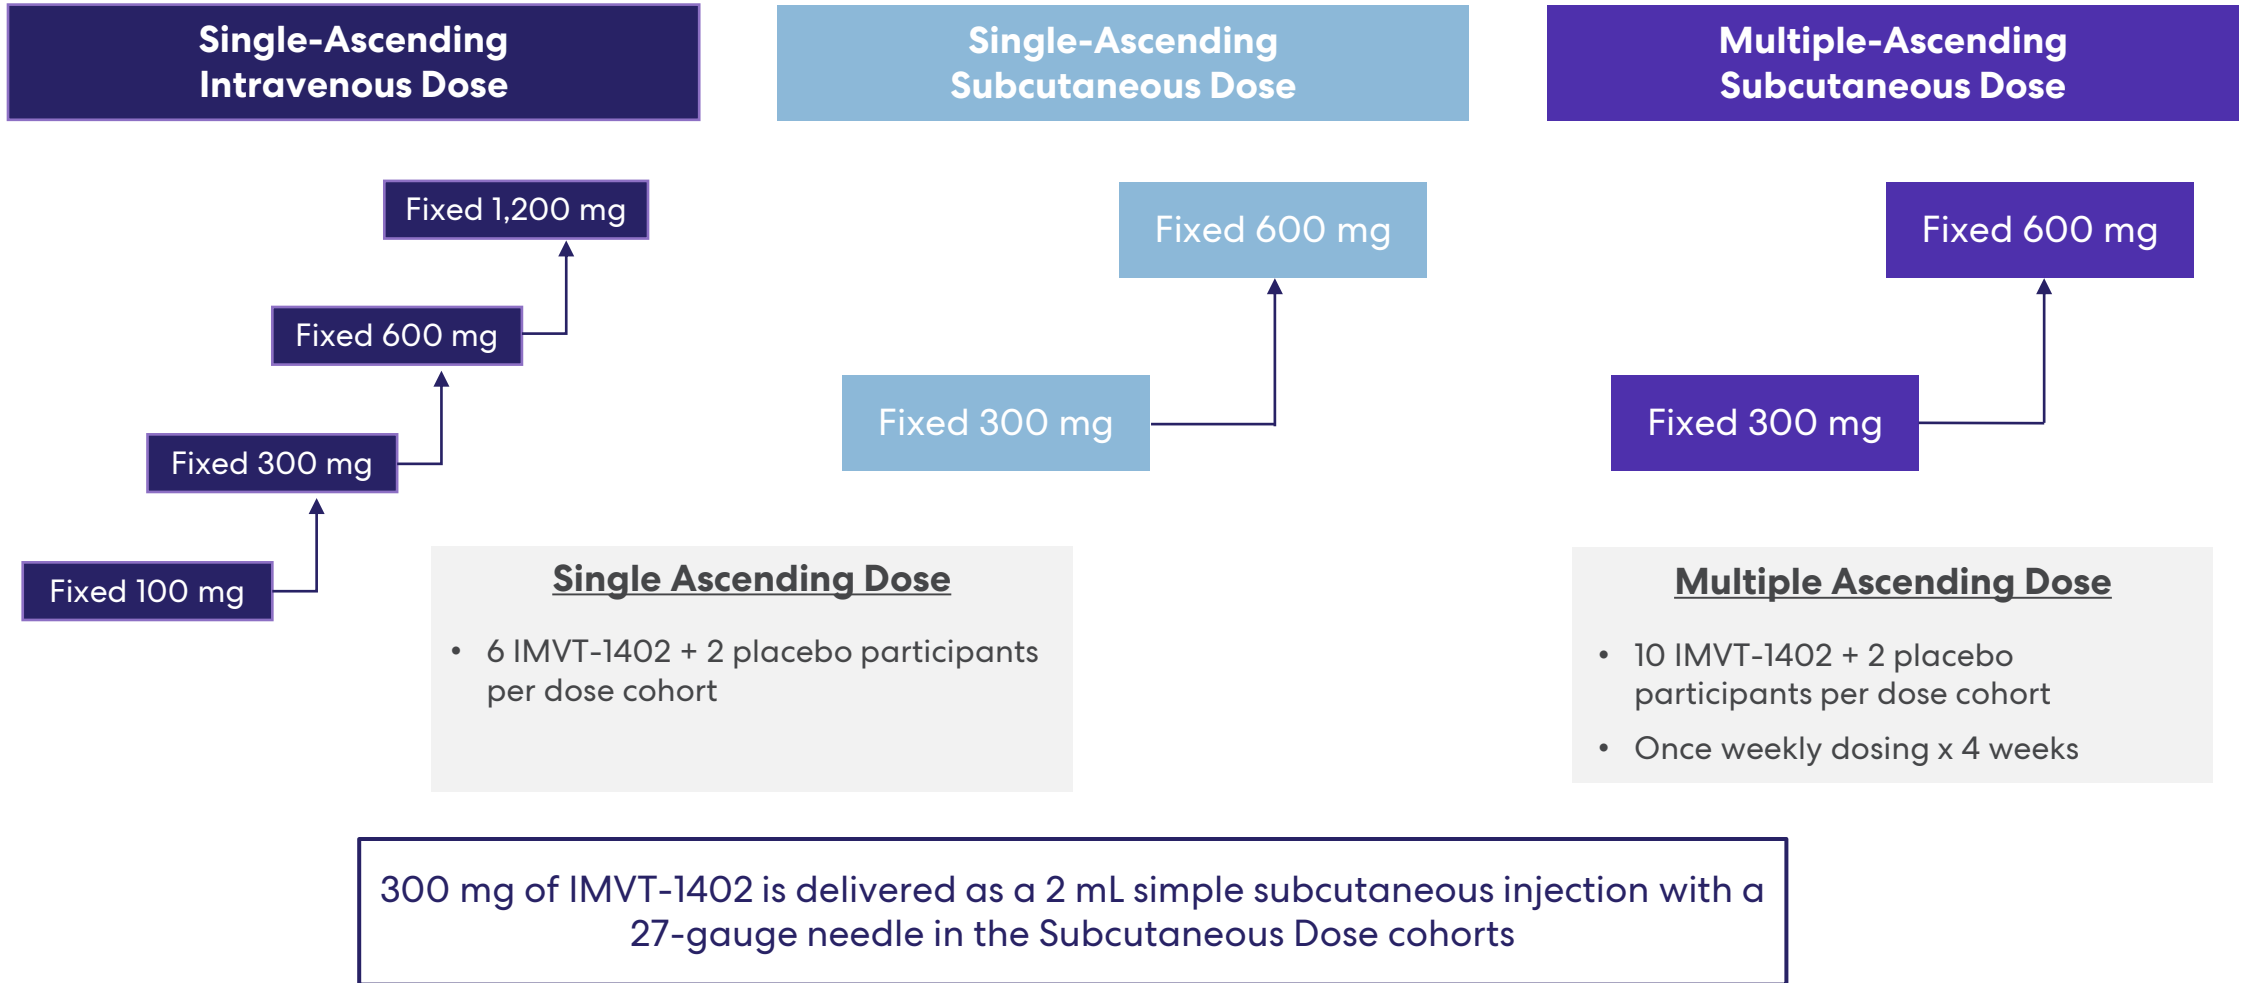 Single-Ascending
Intravenous Dose
Single-Ascending
Subcutaneous Dose
Multiple-Ascending
Subcutaneous Dose
Fixed 1,200 mg
Fixed 600 mg
Fixed 300 mg
Fixed 100 mg
Fixed 600 mg
Fixed 300 mg
Fixed 600 mg
Fixed 300 mg
Single Ascending Dose
• 6 IMVT-1402 + 2 placebo participants
per dose cohort
Multiple Ascending Dose
• 10 IMVT-1402 + 2 placebo
participants per dose cohort
• Once weekly dosing x 4 weeks
300 mg of IMVT-1402 is delivered as a 2 mL simple subcutaneous injection with a
27-gauge needle in the Subcutaneous Dose cohorts